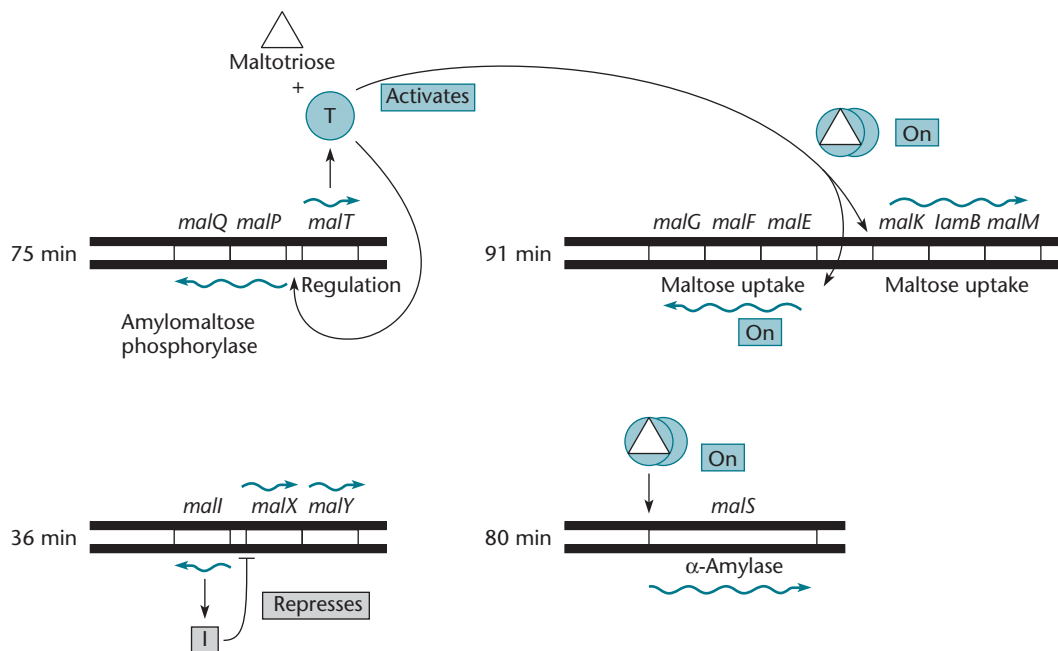 Maltotriose
+
T
Activates
On
malQ malP malT
malG malF malE malK lamB malM
75 min
91 min
Regulation
Maltose uptake
Maltose uptake
Amylomaltose
phosphorylase
On
On
malI malX malY
malS
36 min
80 min
α-Amylase
Represses
I